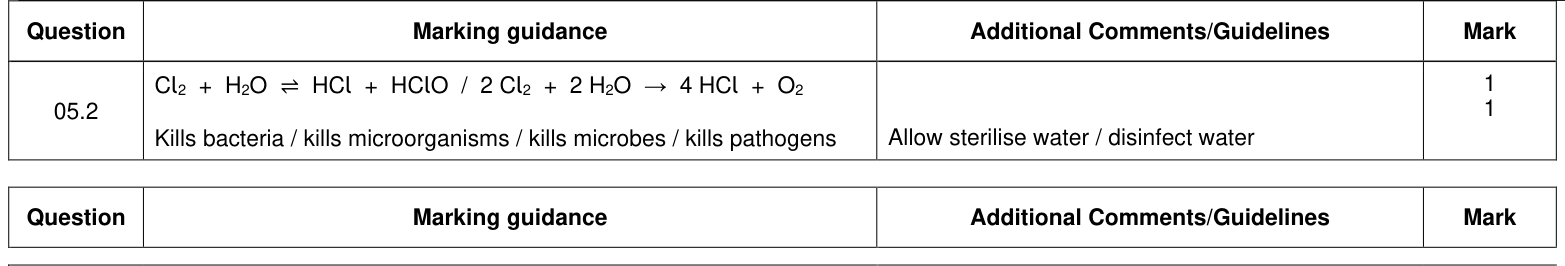 Question Marking guidance Additional Comments/Guidelines Mark
Cl₂ + H₂O ⇌ HCl + HClO / 2 Cl₂ + 2 H₂O → 4 HCl + O₂ 1
05.2 1
Kills bacteria / kills microorganisms / kills microbes / kills pathogens Allow sterilise water / disinfect water
Question Marking guidance Additional Comments/Guidelines Mark